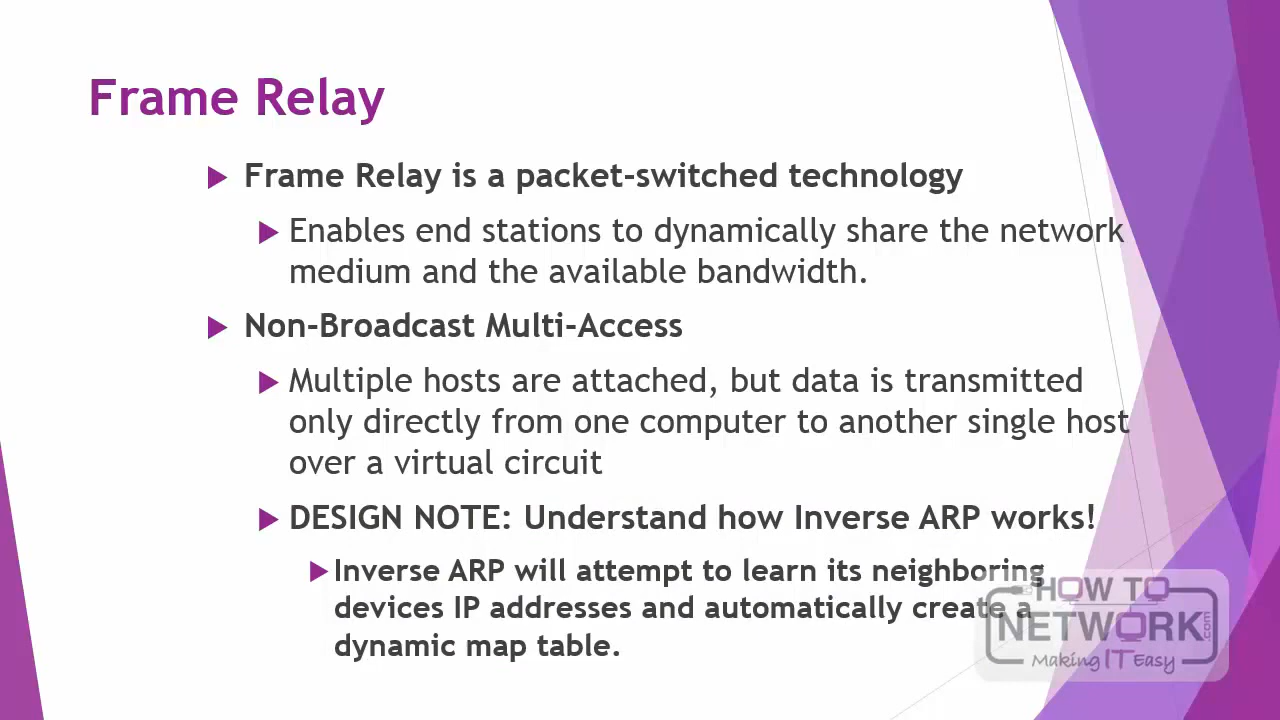 Frame Relay
Frame Relay is a packet-switched technology
Enables end stations to dynamically share the network
medium and the available bandwidth.
Non-Broadcast Multi-Access
Multiple hosts are attached, but data is transmitted
only directly from one computer to another single host
over a virtual circuit
DESIGN NOTE: Understand how Inverse ARP works!
Inverse ARP will attempt to learn its neighboring
devices IP addresses and automatically create a
dynamic map table.
HOW TO
NETWORK.com
Making IT Easy